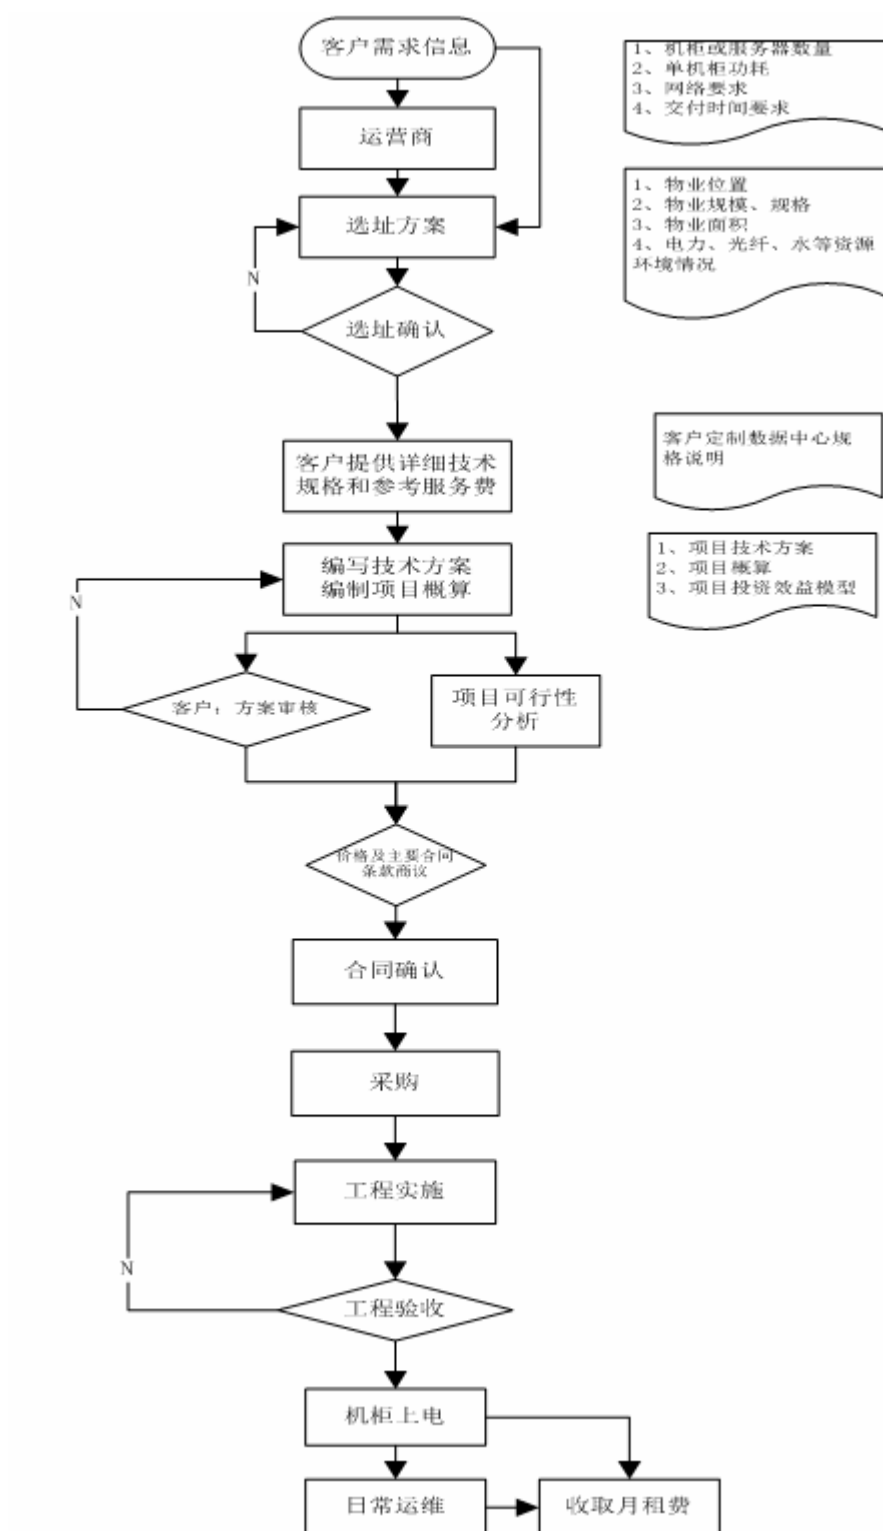 客户需求信息
1、机柜或服务器数量
2、单机柜功耗
3、网络要求
4、交付时间要求
运营商
1、物业位置
2、物业规模、规格
3、物业面积
4、电力、光纤、水等资源
环境情况
选址方案
N
选址确认
客户定制数据中心规
格说明
客户提供详细技术
规格和参考服务费
1、项目技术方案
2、项目概算
3、项目投资效益模型
编写技术方案
编制项目概算
N
客户：方案审核
项目可行性
分析
价格及主要合同
条款商议
合同确认
采购
工程实施
N
工程验收
机柜上电
日常运维
收取月租费